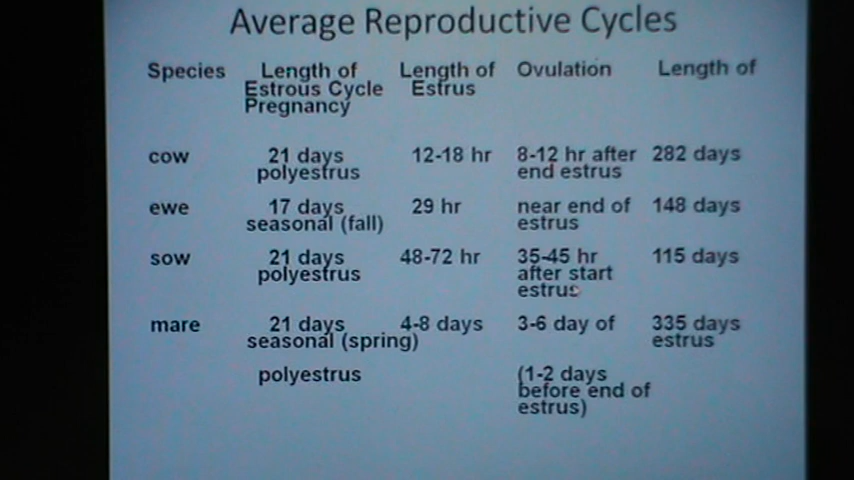 Average Reproductive Cycles
Species Length of Length of Ovulation Length of
Estrous Cycle Estrus
Pregnancy
cow 21 days 12-18 hr 8-12 hr after 282 days
polyestrus end estrus
ewe 17 days 29 hr near end of 148 days
seasonal (fall) estrus
sow 21 days 48-72 hr 35-45 hr 115 days
polyestrus after start
estrus
mare 21 days 4-8 days 3-6 day of 335 days
seasonal (spring) estrus
polyestrus (1-2 days
before end of
estrus)